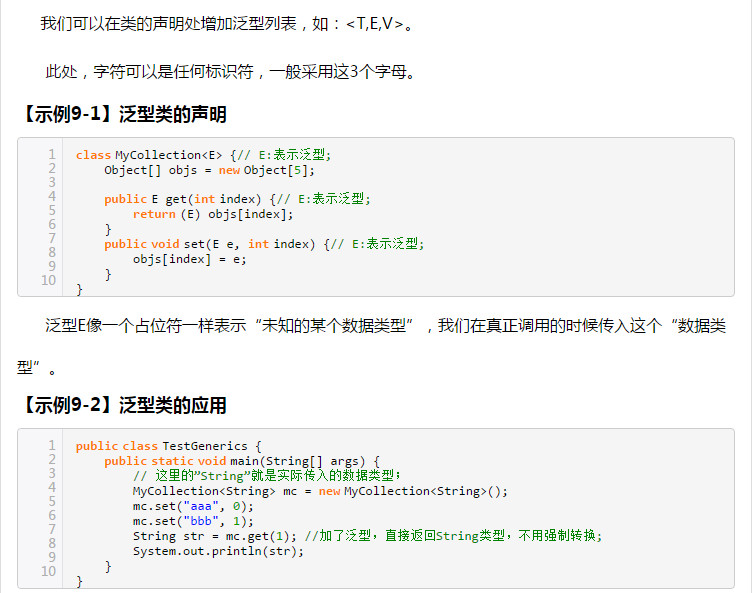 我们可以在类的声明处增加泛型列表，如：<T,E,V>。
此处，字符可以是任何标识符，一般采用这3个字母。
【示例9-1】泛型类的声明
1 class MyCollection<E> {// E:表示泛型;
2     Object[] objs = new Object[5];
3
4     public E get(int index) {// E:表示泛型;
5         return (E) objs[index];
6     }
7     public void set(E e, int index) {// E:表示泛型;
8         objs[index] = e;
9     }
10 }
泛型E像一个占位符一样表示“未知的某个数据类型”，我们在真正调用的时候传入这个“数据类
型”。
【示例9-2】泛型类的应用
1 public class TestGenerics {
2     public static void main(String[] args) {
3         // 这里的”String”就是实际传入的数据类型；
4         MyCollection<String> mc = new MyCollection<String>();
5         mc.set("aaa", 0);
6         mc.set("bbb", 1);
7         String str = mc.get(1); //加了泛型，直接返回String类型，不用强制转换;
8         System.out.println(str);
9     }
10 }